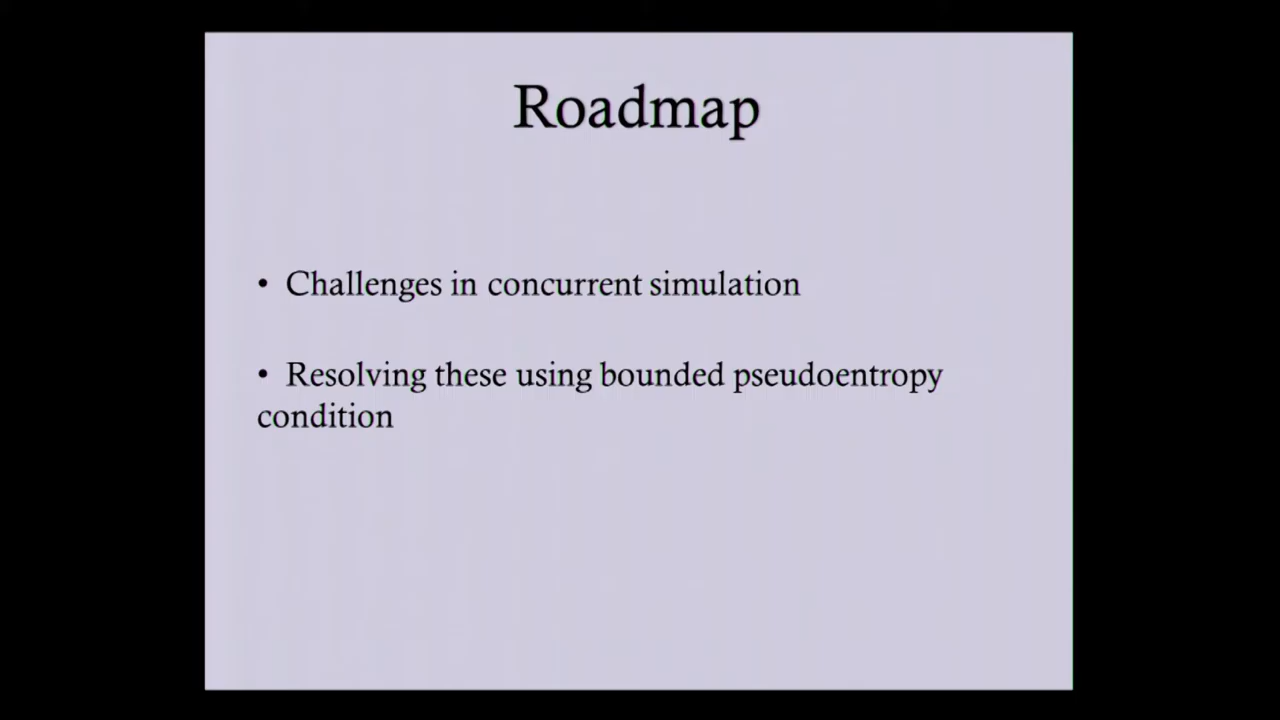 Roadmap
• Challenges in concurrent simulation
• Resolving these using bounded pseudoentropy
condition